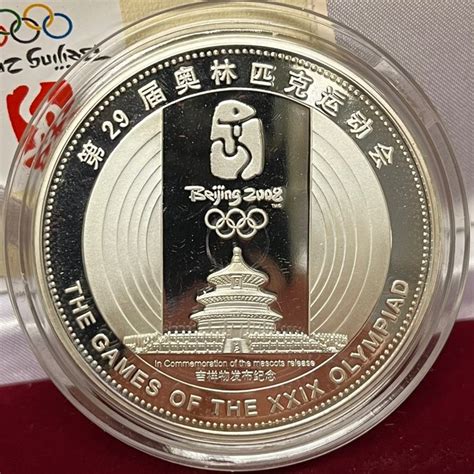 第29届奥林匹克运动会
Beijing 2008
TM
In Commemoration of the mascots release
吉祥物发布纪念
THE GAMES OF THE XXIX OLYMPIAD